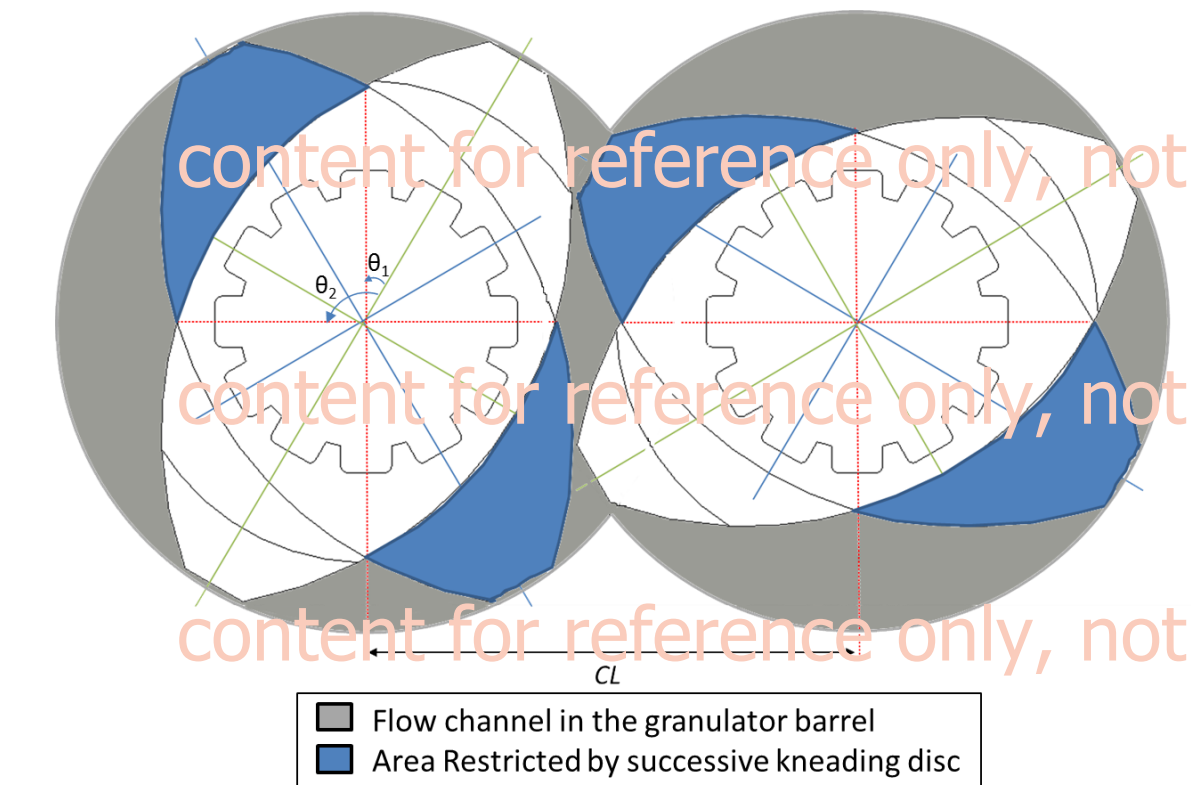 content for reference only, not
θ1
θ2
content for reference only, not
content for reference only, not
CL
Flow channel in the granulator barrel
Area Restricted by successive kneading disc